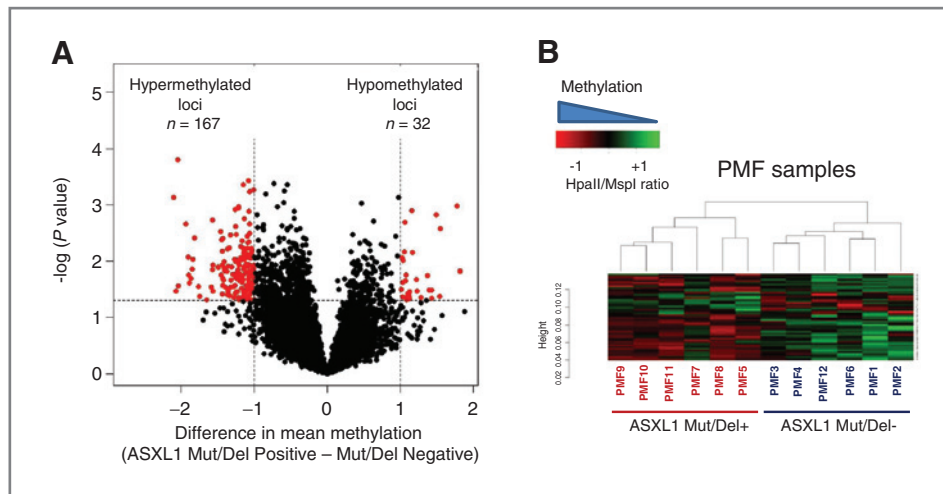 A
Hypermethylated
loci
n = 167
Hypomethylated
loci
n = 32
5
4
3
2
1
0
-log (P value)
−2
−1
0
1
2
Difference in mean methylation
(ASXL1 Mut/Del Positive – Mut/Del Negative)
B
Methylation
-1
+1
HpaII/MspI ratio
PMF samples
Height
0.12
0.10
0.08
0.06
0.04
0.02
PMF9
PMF10
PMF11
PMF7
PMF8
PMF5
PMF3
PMF4
PMF12
PMF6
PMF1
PMF2
ASXL1 Mut/Del+
ASXL1 Mut/Del-